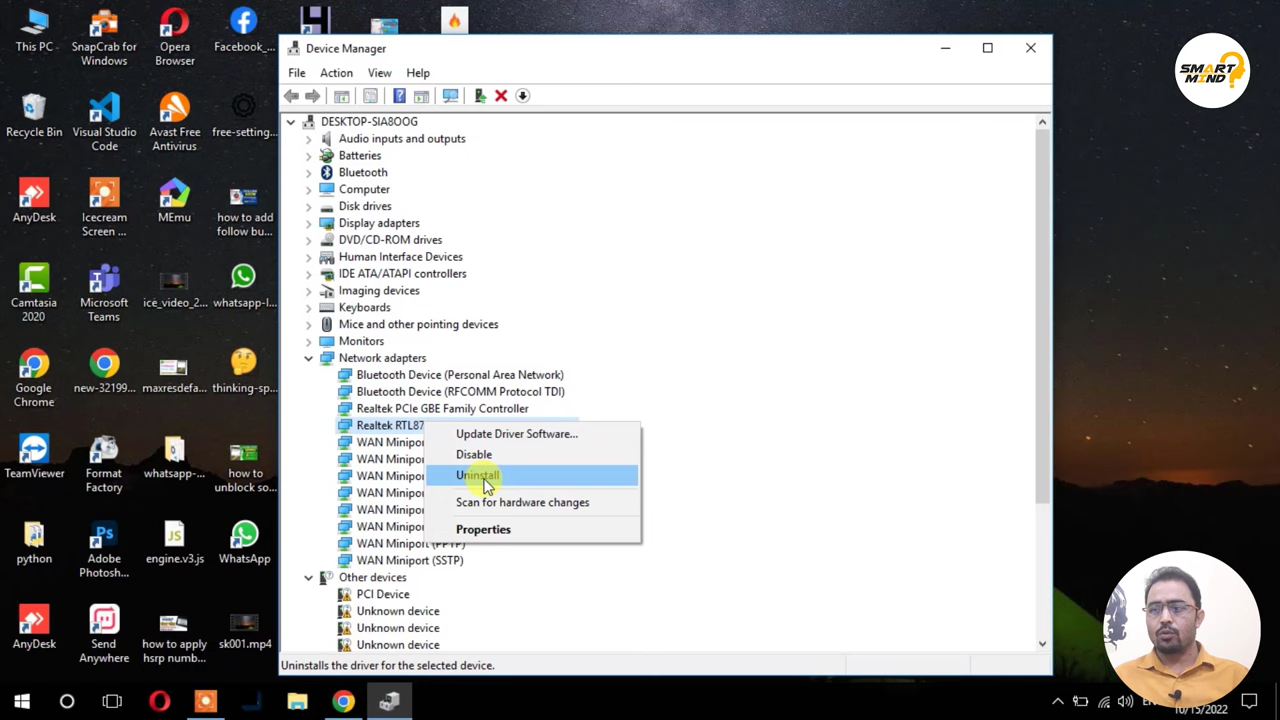 This PC
SnapCrab for
Windows
Opera
Browser
Facebook_...
Recycle Bin
Visual Studio
Code
Avast Free
Antivirus
free-setting...
AnyDesk
Icecream
Screen ...
MEmu
how to add
follow bu...
Camtasia
2020
Microsoft
Teams
ice_video_2...
whatsapp-l...
Google
Chrome
new-32199...
maxresdefa...
thinking-sp...
TeamViewer
Format
Factory
whatsapp-...
how to
unblock so...
python
Adobe
Photosh...
engine.v3.js
WhatsApp
AnyDesk
Send
Anywhere
how to apply
hsrp numb...
sk001.mp4
Device Manager
File Action View Help
DESKTOP-SIA8OOG
Audio inputs and outputs
Batteries
Bluetooth
Computer
Disk drives
Display adapters
DVD/CD-ROM drives
Human Interface Devices
IDE ATA/ATAPI controllers
Imaging devices
Keyboards
Mice and other pointing devices
Monitors
Network adapters
Bluetooth Device (Personal Area Network)
Bluetooth Device (RFCOMM Protocol TDI)
Realtek PCIe GBE Family Controller
Realtek RTL87
WAN Minipor
WAN Minipor
WAN Minipor
WAN Minipor
WAN Minipor
WAN Minipor
WAN Miniport (PPTP)
WAN Miniport (SSTP)
Other devices
PCI Device
Unknown device
Unknown device
Unknown device
Update Driver Software...
Disable
Uninstall
Scan for hardware changes
Properties
Uninstalls the driver for the selected device.
SMART
MIND
10/15/2022